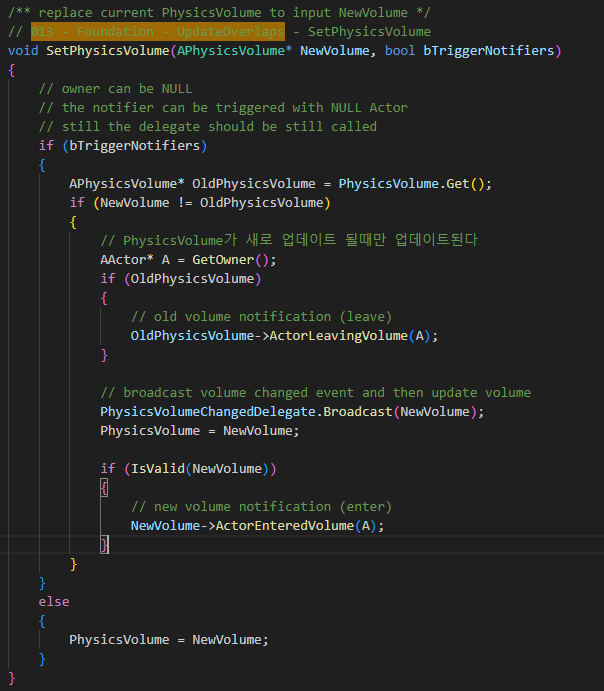 /** replace current PhysicsVolume to input NewVolume */
// 013 - Foundation - UpdateOverlaps - SetPhysicsVolume
void SetPhysicsVolume(APhysicsVolume* NewVolume, bool bTriggerNotifiers)
{
// owner can be NULL
// the notifier can be triggered with NULL Actor
// still the delegate should be still called
if (bTriggerNotifiers)
{
APhysicsVolume* OldPhysicsVolume = PhysicsVolume.Get();
if (NewVolume != OldPhysicsVolume)
{
// PhysicsVolume가 새로 업데이트 될때만 업데이트된다
AActor* A = GetOwner();
if (OldPhysicsVolume)
{
// old volume notification (leave)
OldPhysicsVolume->ActorLeavingVolume(A);
}
// broadcast volume changed event and then update volume
PhysicsVolumeChangedDelegate.Broadcast(NewVolume);
PhysicsVolume = NewVolume;
if (IsValid(NewVolume))
{
// new volume notification (enter)
NewVolume->ActorEnteredVolume(A);
}
}
}
else
{
PhysicsVolume = NewVolume;
}
}